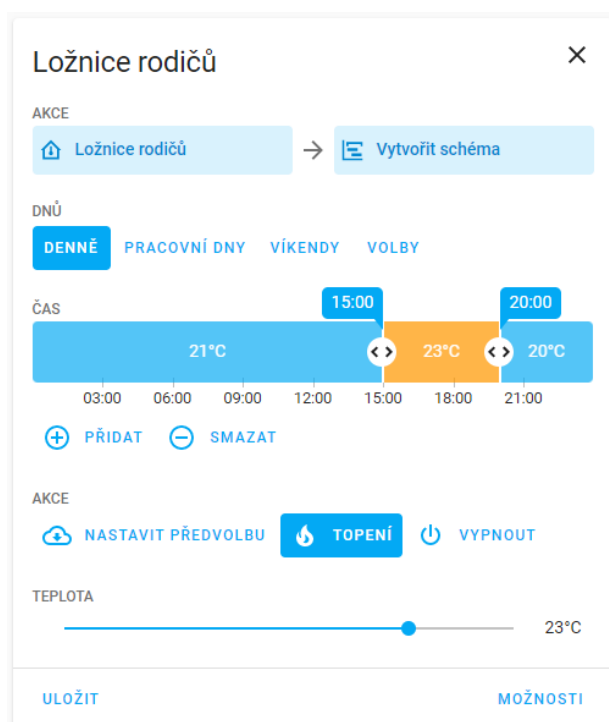 Ložnice rodičů
AKCE
Ložnice rodičů Vytvořit schéma
DNŮ
DENNĚ PRACOVNÍ DNY VÍKENDY VOLBY
15:00 20:00
ČAS
21°C 23°C 20°C
03:00 06:00 09:00 12:00 15:00 18:00 21:00
PŘIDAT SMAZAT
AKCE
NASTAVIT PŘEDVOLBU TOPENÍ VYPNOUT
TEPLOTA
23°C
ULOŽIT MOŽNOSTI